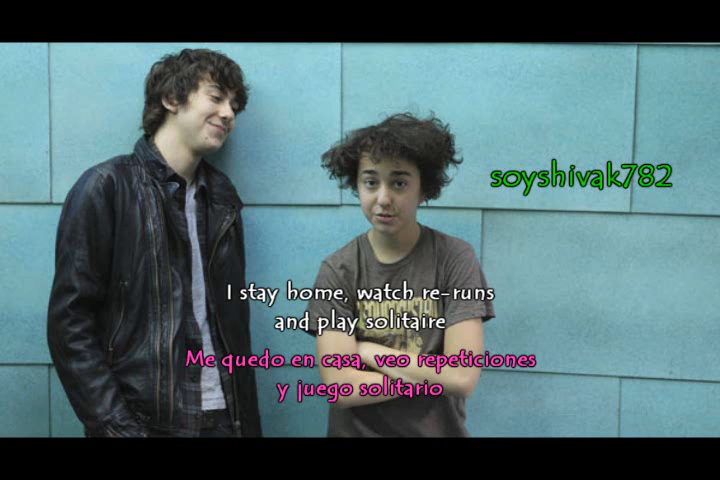 soyshivak782
I stay home, watch re-runs
and play solitaire
Me quedo en casa, veo repeticiones
y juego solitario